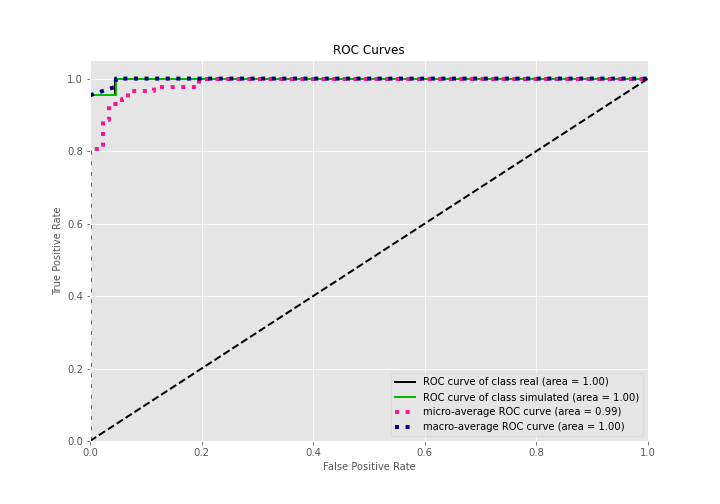 ROC Curves
True Positive Rate
1.0
0.8
0.6
0.4
0.2
0.0
0.0 0.2 0.4 0.6 0.8 1.0
False Positive Rate
ROC curve of class real (area = 1.00)
ROC curve of class simulated (area = 1.00)
micro-average ROC curve (area = 0.99)
macro-average ROC curve (area = 1.00)